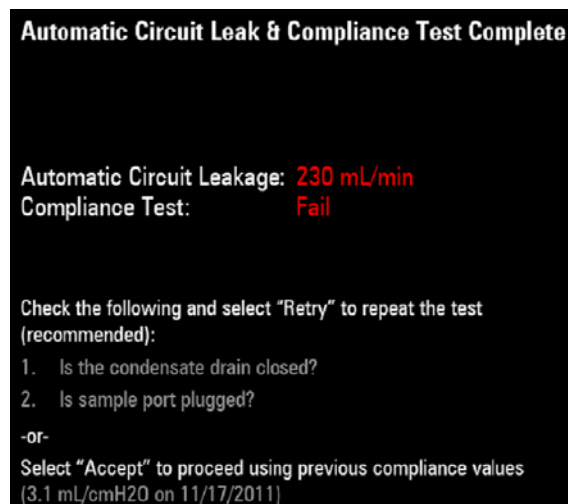 Automatic Circuit Leak & Compliance Test Complete
Automatic Circuit Leakage: 230 mL/min
Compliance Test: Fail
Check the following and select "Retry" to repeat the test
(recommended):
1. Is the condensate drain closed?
2. Is sample port plugged?
-or-
Select "Accept" to proceed using previous compliance values
(3.1 mL/cmH2O on 11/17/2011)